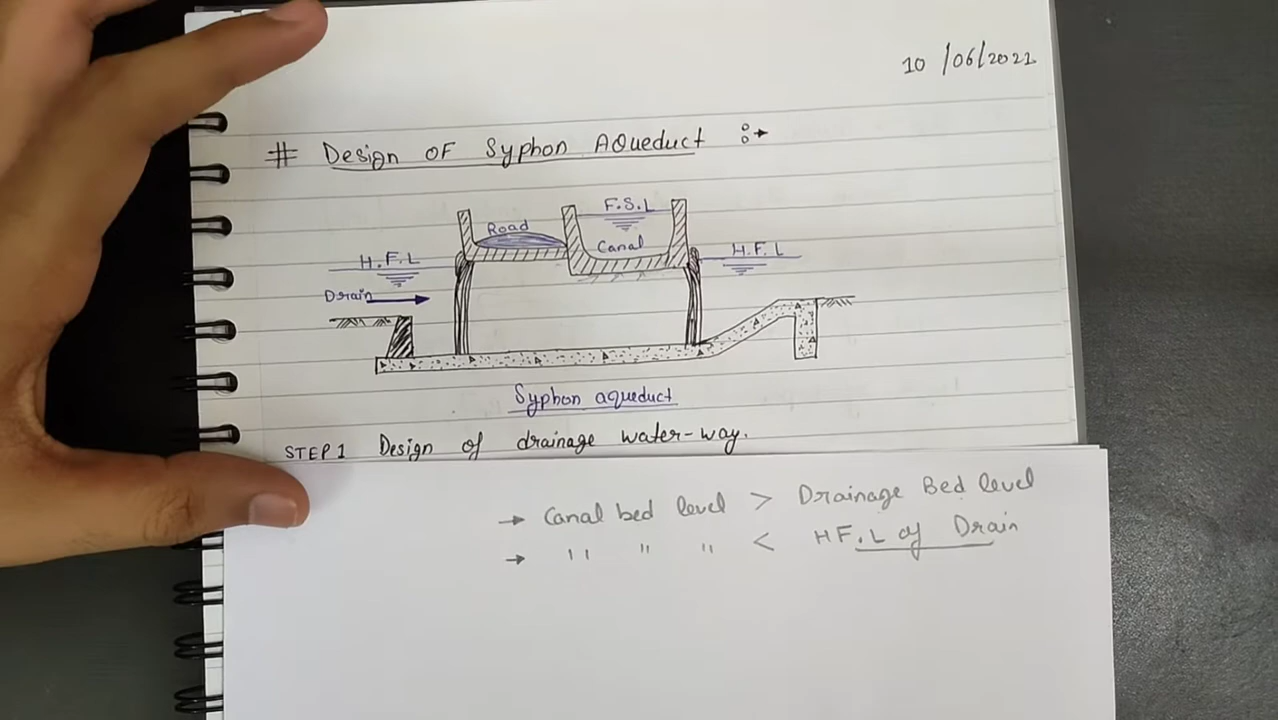 10/06/2021
# Design OF Syphon AQueduct :→
F.S.L
Road
Canal
H.F.L
H.F.L
Drain
Syphon aqueduct
STEP 1 Design of drainage water-way.
→ Canal bed level > Drainage Bed level
→ '' '' '' < HF.L of Drain